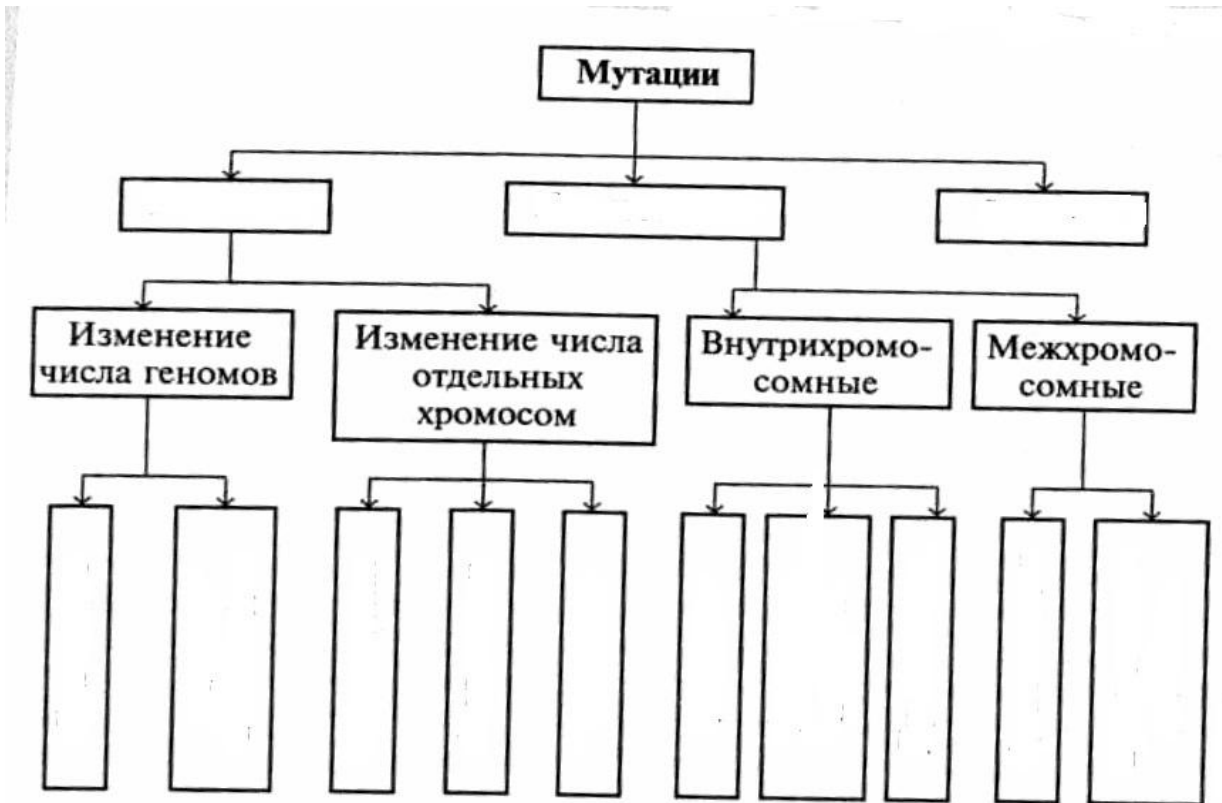 Мутации
Изменение
числа геномов
Изменение числа
отдельных
хромосом
Внутрихромо-
сомные
Межхромо-
сомные